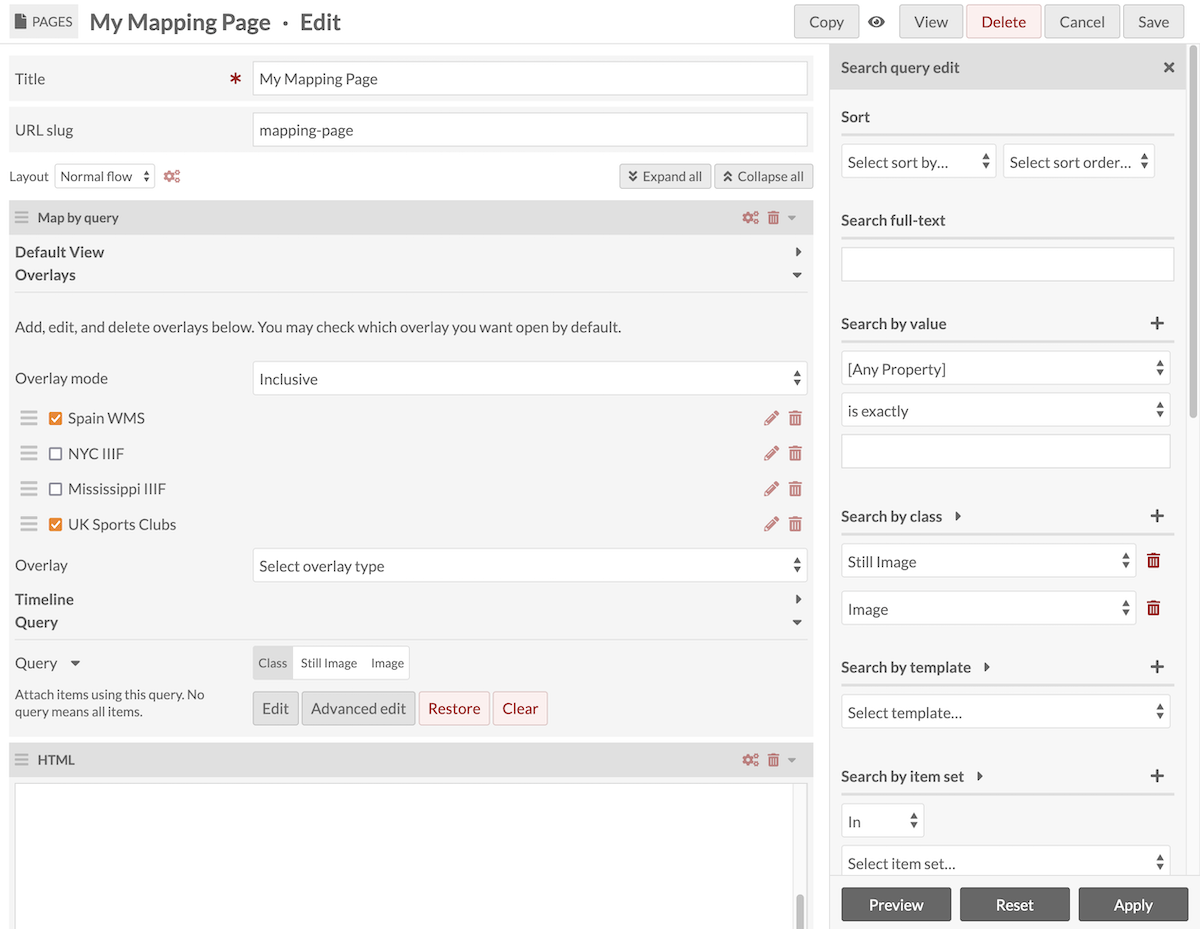 PAGES My Mapping Page · Edit
Copy View Delete Cancel Save
Title * My Mapping Page
URL slug mapping-page
Layout Normal flow Expand all Collapse all
Map by query
Default View
Overlays
Add, edit, and delete overlays below. You may check which overlay you want open by default.
Overlay mode Inclusive
Spain WMS
NYC IIIF
Mississippi IIIF
UK Sports Clubs
Overlay Select overlay type
Timeline
Query
Query Class Still Image Image
Attach items using this query. No
query means all items.
Edit Advanced edit Restore Clear
HTML
Search query edit
Sort
Select sort by... Select sort order...
Search full-text
Search by value
[Any Property]
is exactly
Search by class
Still Image
Image
Search by template
Select template...
Search by item set
In
Select item set...
Preview Reset Apply